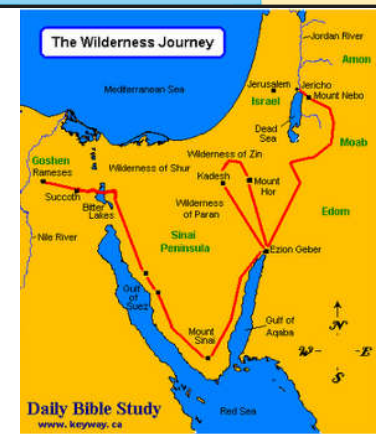 The Wilderness Journey
Jordan River
Amon
Mediterranean Sea
Jerusalem
Jericho
Mount Nebo
Israel
Dead
Sea
Moab
Goshen
Rameses
Wilderness of Shur
Wilderness of Zin
Kadesh
Mount
Hor
Succoth
Bitter
Lakes
Wilderness
of Paran
Edom
Nile River
Sinai
Peninsula
Ezion Geber
Gulf
of
Suez
Mount
Sinai
Gulf of
Aqaba
N
W
E
S
Red Sea
Daily Bible Study
www.keyway.ca